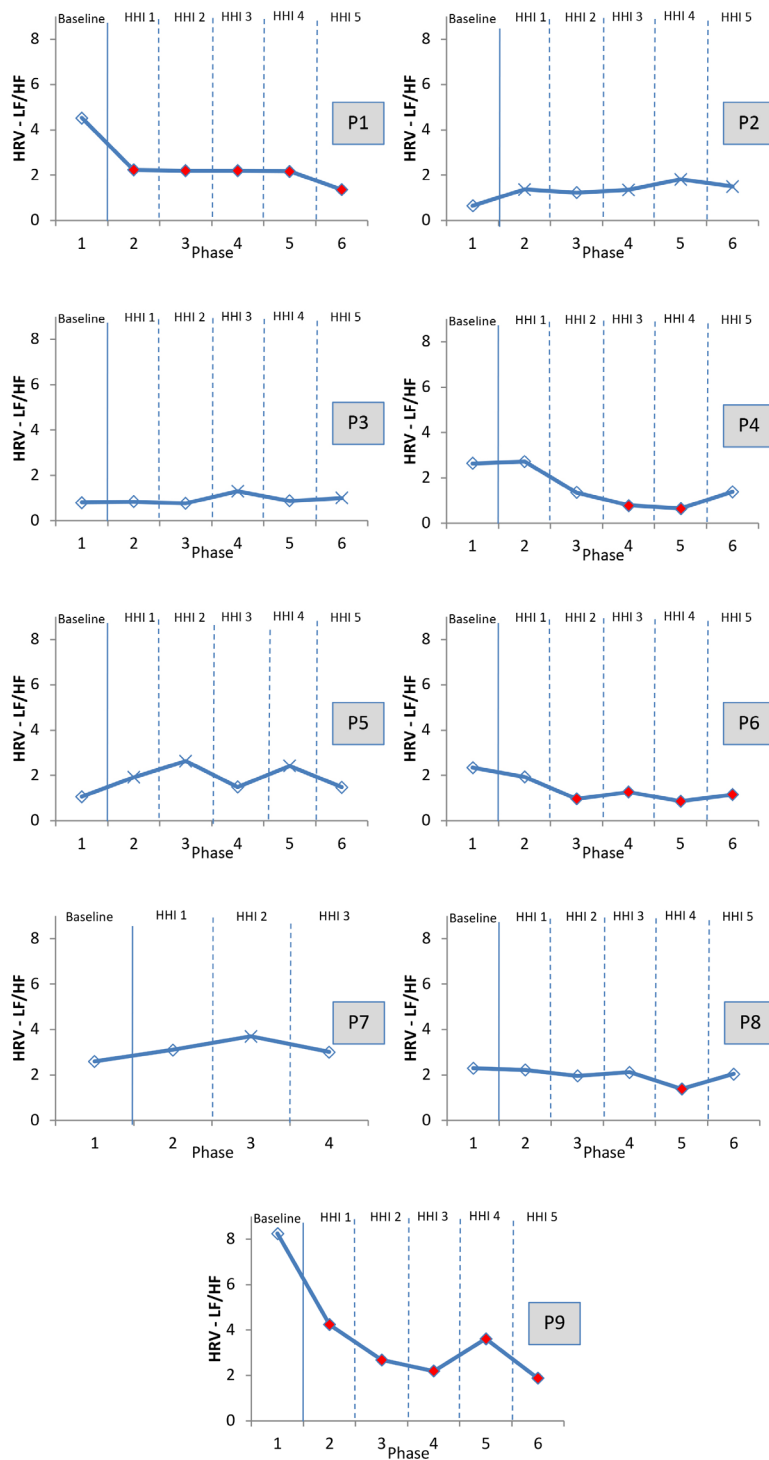 Baseline HHI 1 HHI 2 HHI 3 HHI 4 HHI 5
8
6
4
2
0
HRV - LF/HF
P1
1 2 3 4 5 6
Phase
Baseline HHI 1 HHI 2 HHI 3 HHI 4 HHI 5
8
6
4
2
0
HRV - LF/HF
P2
1 2 3 4 5 6
Phase
Baseline HHI 1 HHI 2 HHI 3 HHI 4 HHI 5
8
6
4
2
0
HRV - LF/HF
P3
1 2 3 4 5 6
Phase
Baseline HHI 1 HHI 2 HHI 3 HHI 4 HHI 5
8
6
4
2
0
HRV - LF/HF
P4
1 2 3 4 5 6
Phase
Baseline HHI 1 HHI 2 HHI 3 HHI 4 HHI 5
8
6
4
2
0
HRV - LF/HF
P5
1 2 3 4 5 6
Phase
Baseline HHI 1 HHI 2 HHI 3 HHI 4 HHI 5
8
6
4
2
0
HRV - LF/HF
P6
1 2 3 4 5 6
Phase
Baseline HHI 1 HHI 2 HHI 3
8
6
4
2
0
HRV - LF/HF
P7
1 2 3 4
Phase
Baseline HHI 1 HHI 2 HHI 3 HHI 4 HHI 5
8
6
4
2
0
HRV - LF/HF
P8
1 2 3 4 5 6
Phase
Baseline HHI 1 HHI 2 HHI 3 HHI 4 HHI 5
8
6
4
2
0
HRV - LF/HF
P9
1 2 3 4 5 6
Phase